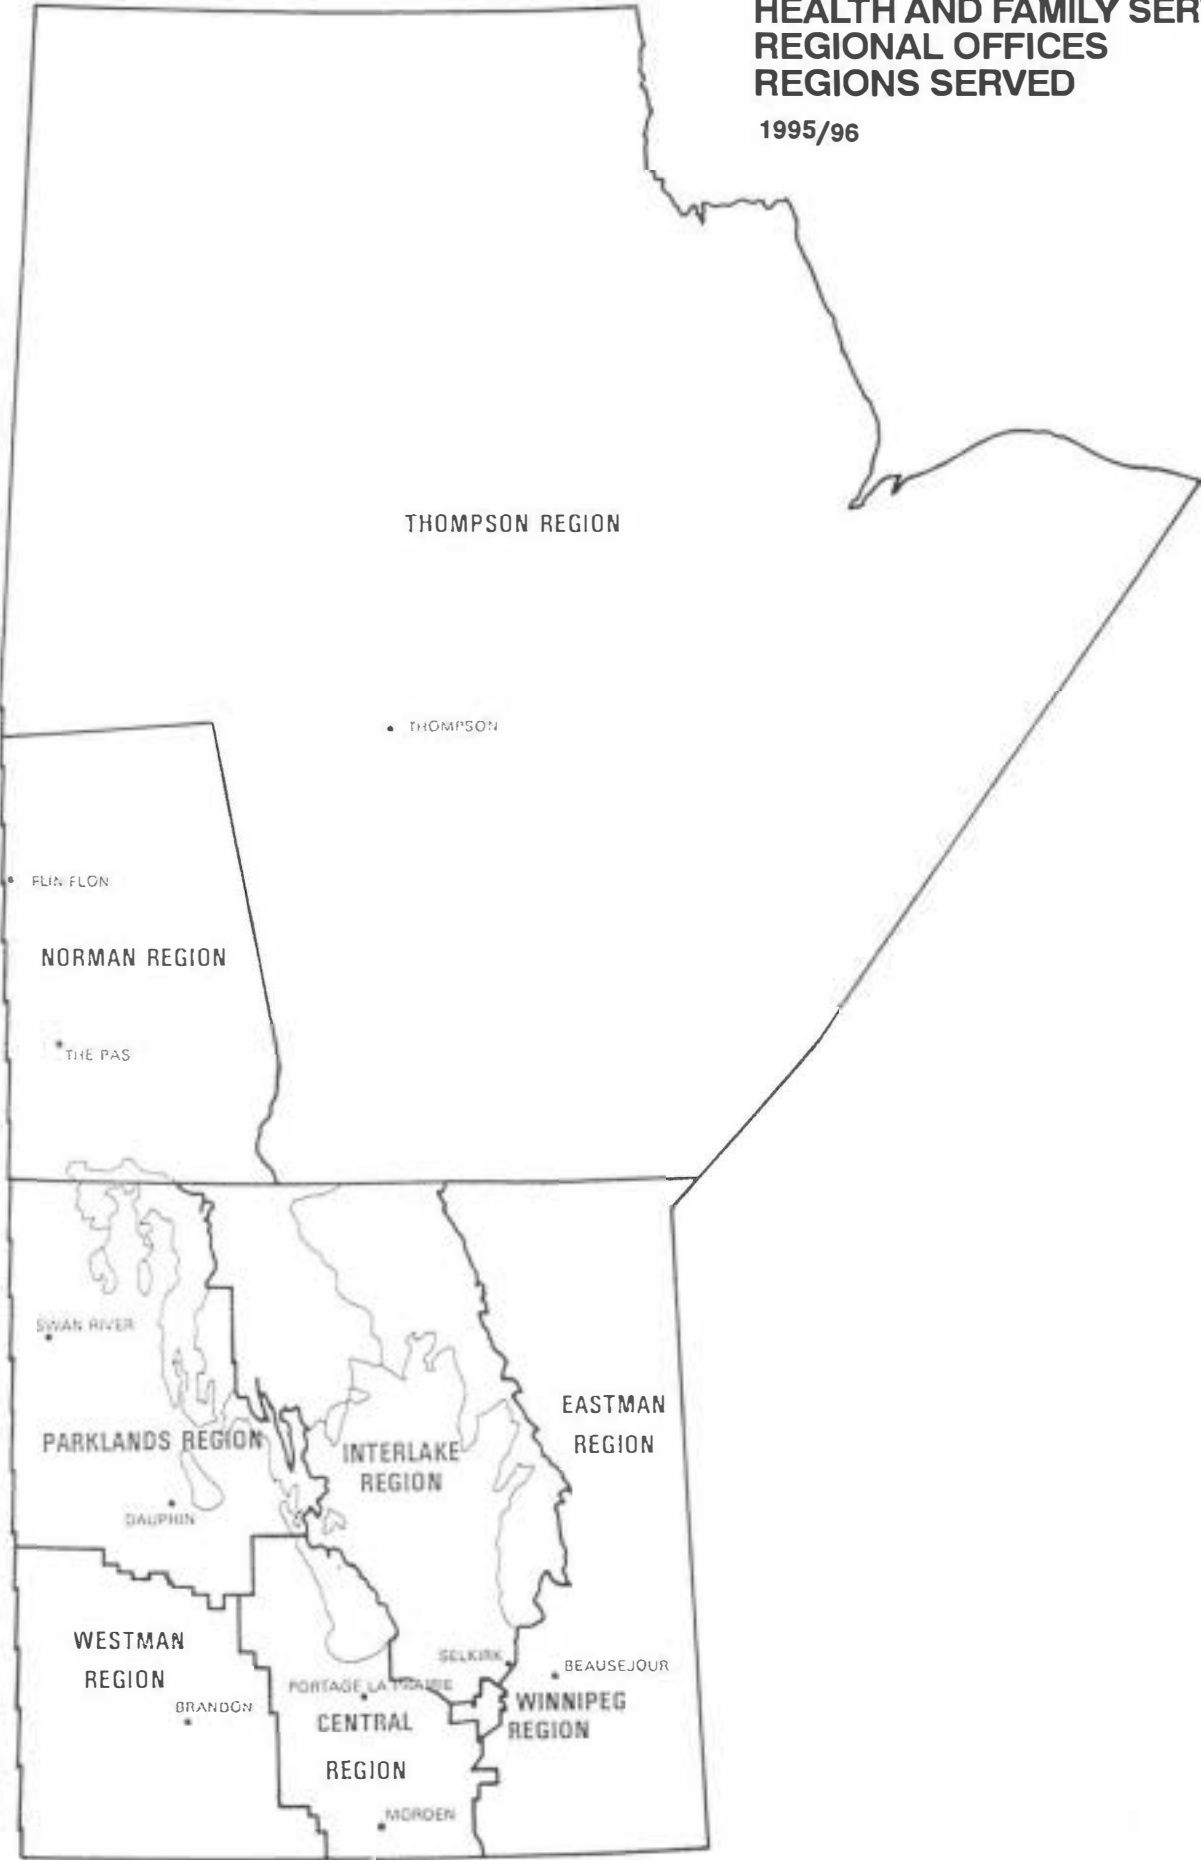 HEALTH AND FAMILY SER
REGIONAL OFFICES
REGIONS SERVED
1995/96
THOMPSON REGION
THOMPSON
FLIN FLON
NORMAN REGION
THE PAS
SWAN RIVER
EASTMAN
REGION
PARKLANDS REGION
INTERLAKE
REGION
DAUPHIN
WESTMAN
REGION
SELKIRK
BEAUSEJOUR
PORTAGE LA PRAIRIE
BRANDON
WINNIPEG
REGION
CENTRAL
REGION
MORDEN